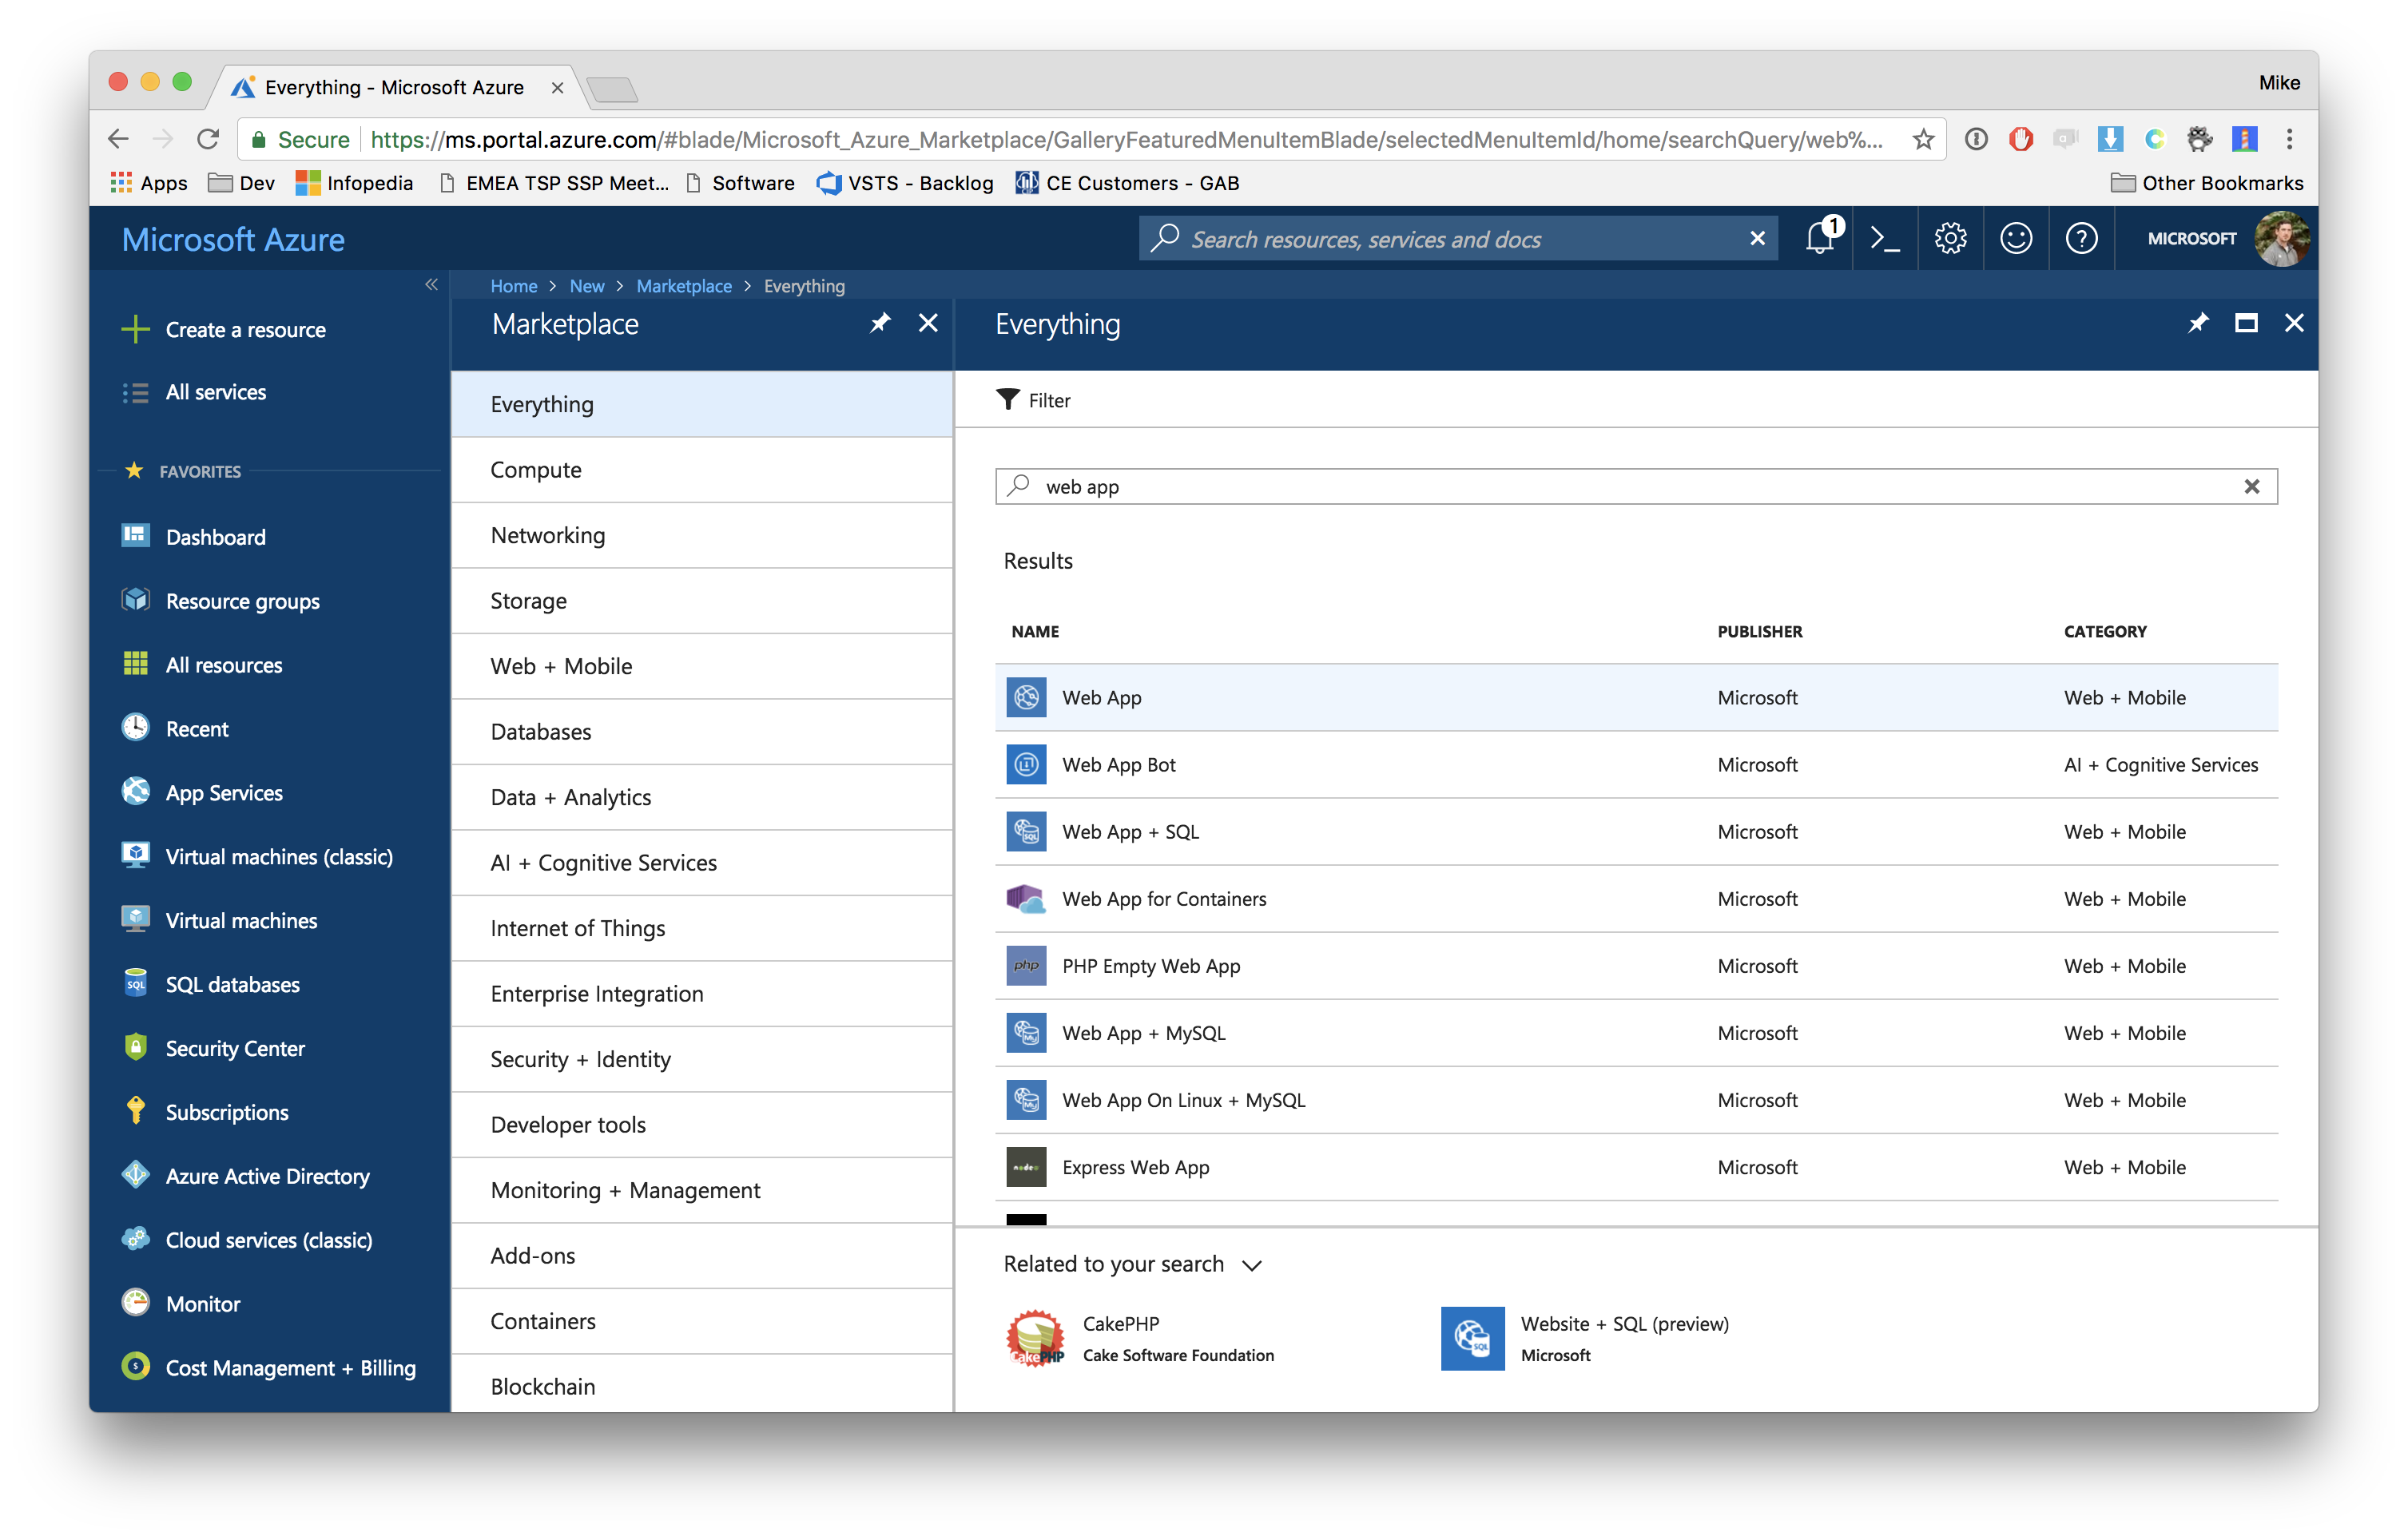 Everything - Microsoft Azure
Mike
Secure https://ms.portal.azure.com/#blade/Microsoft_Azure_Marketplace/GalleryFeaturedMenuItemBlade/selectedMenuItemId/home/searchQuery/web%...
Apps Dev Infopedia EMEA TSP SSP Meet... Software VSTS - Backlog CE Customers - GAB Other Bookmarks
Microsoft Azure
Search resources, services and docs
1
MICROSOFT
Home > New > Marketplace > Everything
Create a resource
All services
FAVORITES
Dashboard
Resource groups
All resources
Recent
App Services
Virtual machines (classic)
Virtual machines
SQL databases
Security Center
Subscriptions
Azure Active Directory
Cloud services (classic)
Monitor
Cost Management + Billing
Marketplace
Everything
Compute
Networking
Storage
Web + Mobile
Databases
Data + Analytics
AI + Cognitive Services
Internet of Things
Enterprise Integration
Security + Identity
Developer tools
Monitoring + Management
Add-ons
Containers
Blockchain
Everything
Filter
web app
Results
NAME PUBLISHER CATEGORY
Web App Microsoft Web + Mobile
Web App Bot Microsoft AI + Cognitive Services
Web App + SQL Microsoft Web + Mobile
Web App for Containers Microsoft Web + Mobile
php PHP Empty Web App Microsoft Web + Mobile
Web App + MySQL Microsoft Web + Mobile
Web App On Linux + MySQL Microsoft Web + Mobile
node Express Web App Microsoft Web + Mobile
Related to your search
CakePHP
Cake Software Foundation
Website + SQL (preview)
Microsoft